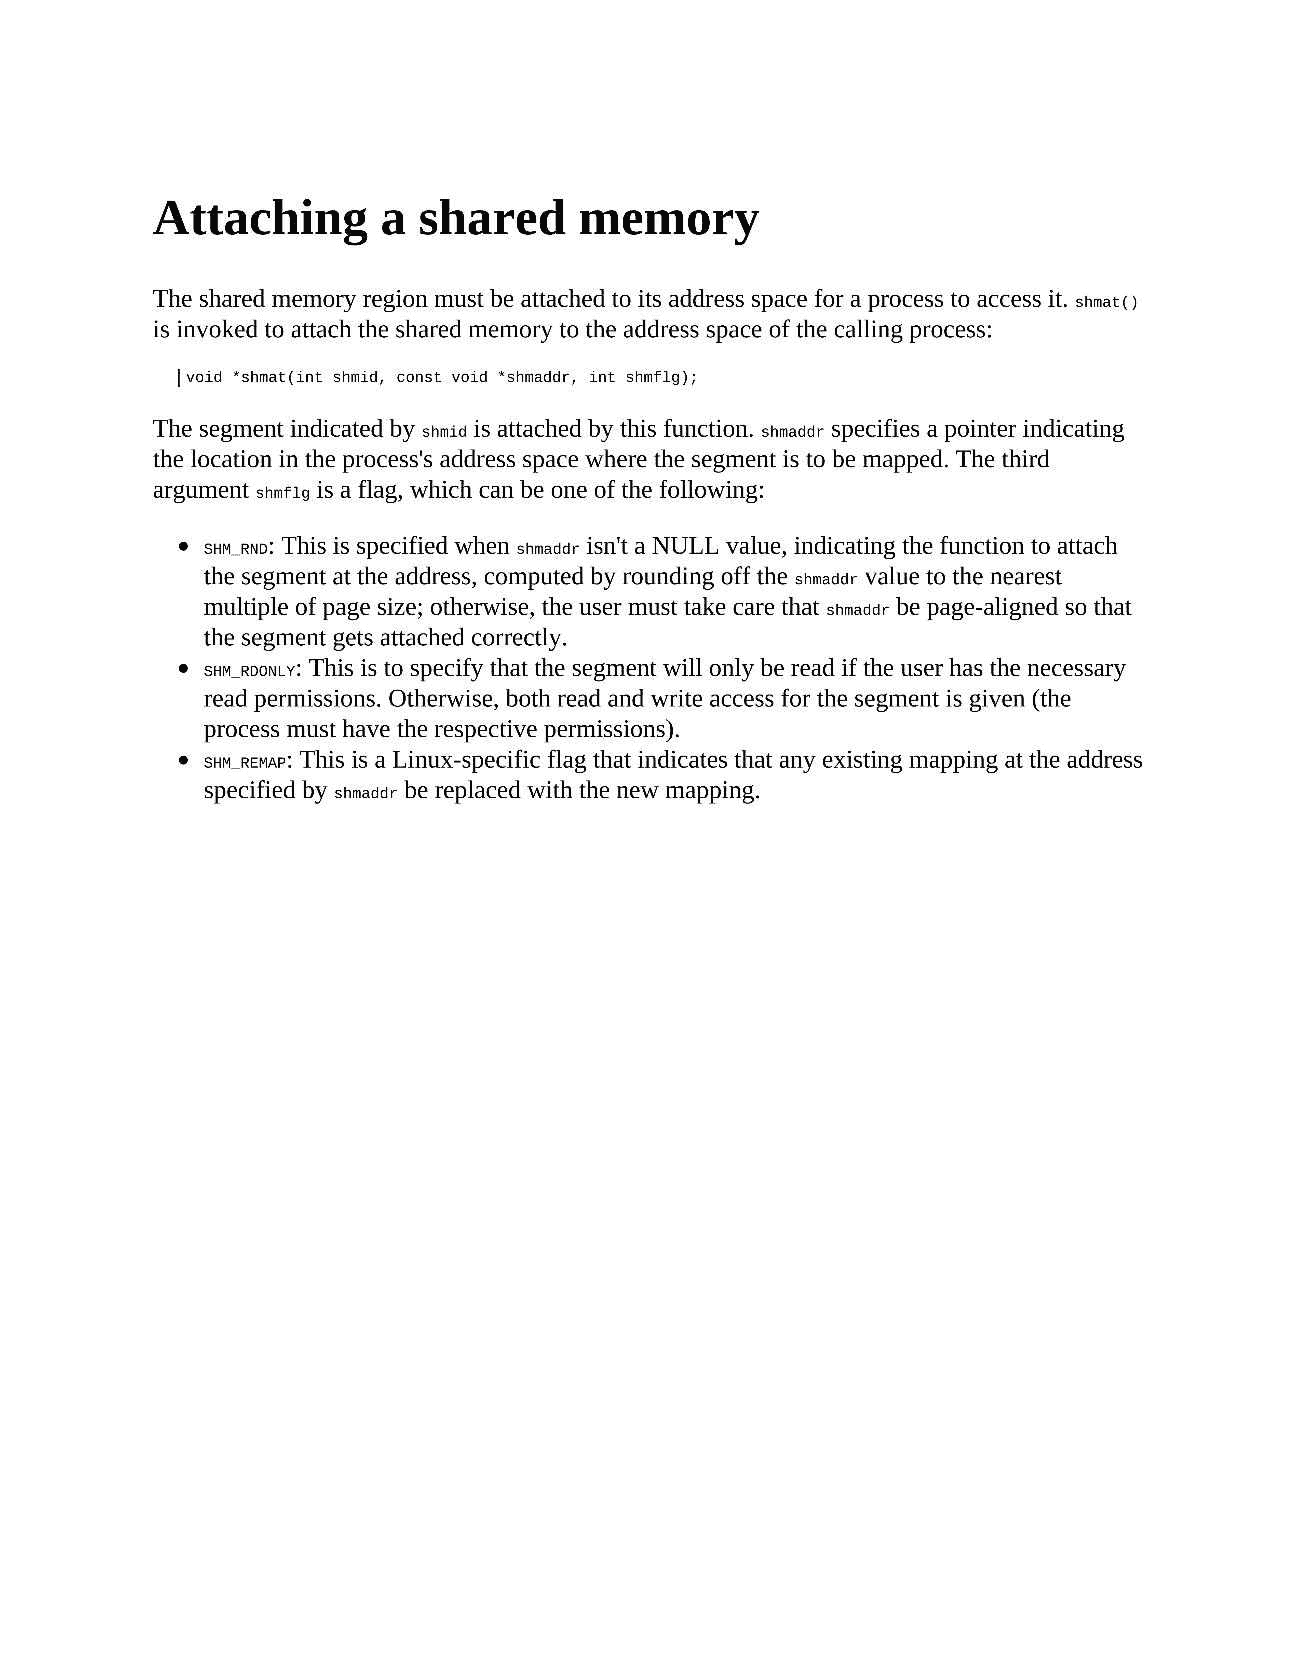 Attaching a shared memory
The shared memory region must be attached to its address space for a process to access it. shmat()
is invoked to attach the shared memory to the address space of the calling process:
void *shmat(int shmid, const void *shmaddr, int shmflg);
The segment indicated by shmid is attached by this function. shmaddr specifies a pointer indicating
the location in the process's address space where the segment is to be mapped. The third
argument shmflg is a flag, which can be one of the following:
• SHM_RND: This is specified when shmaddr isn't a NULL value, indicating the function to attach
the segment at the address, computed by rounding off the shmaddr value to the nearest
multiple of page size; otherwise, the user must take care that shmaddr be page-aligned so that
the segment gets attached correctly.
• SHM_RDONLY: This is to specify that the segment will only be read if the user has the necessary
read permissions. Otherwise, both read and write access for the segment is given (the
process must have the respective permissions).
• SHM_REMAP: This is a Linux-specific flag that indicates that any existing mapping at the address
specified by shmaddr be replaced with the new mapping.